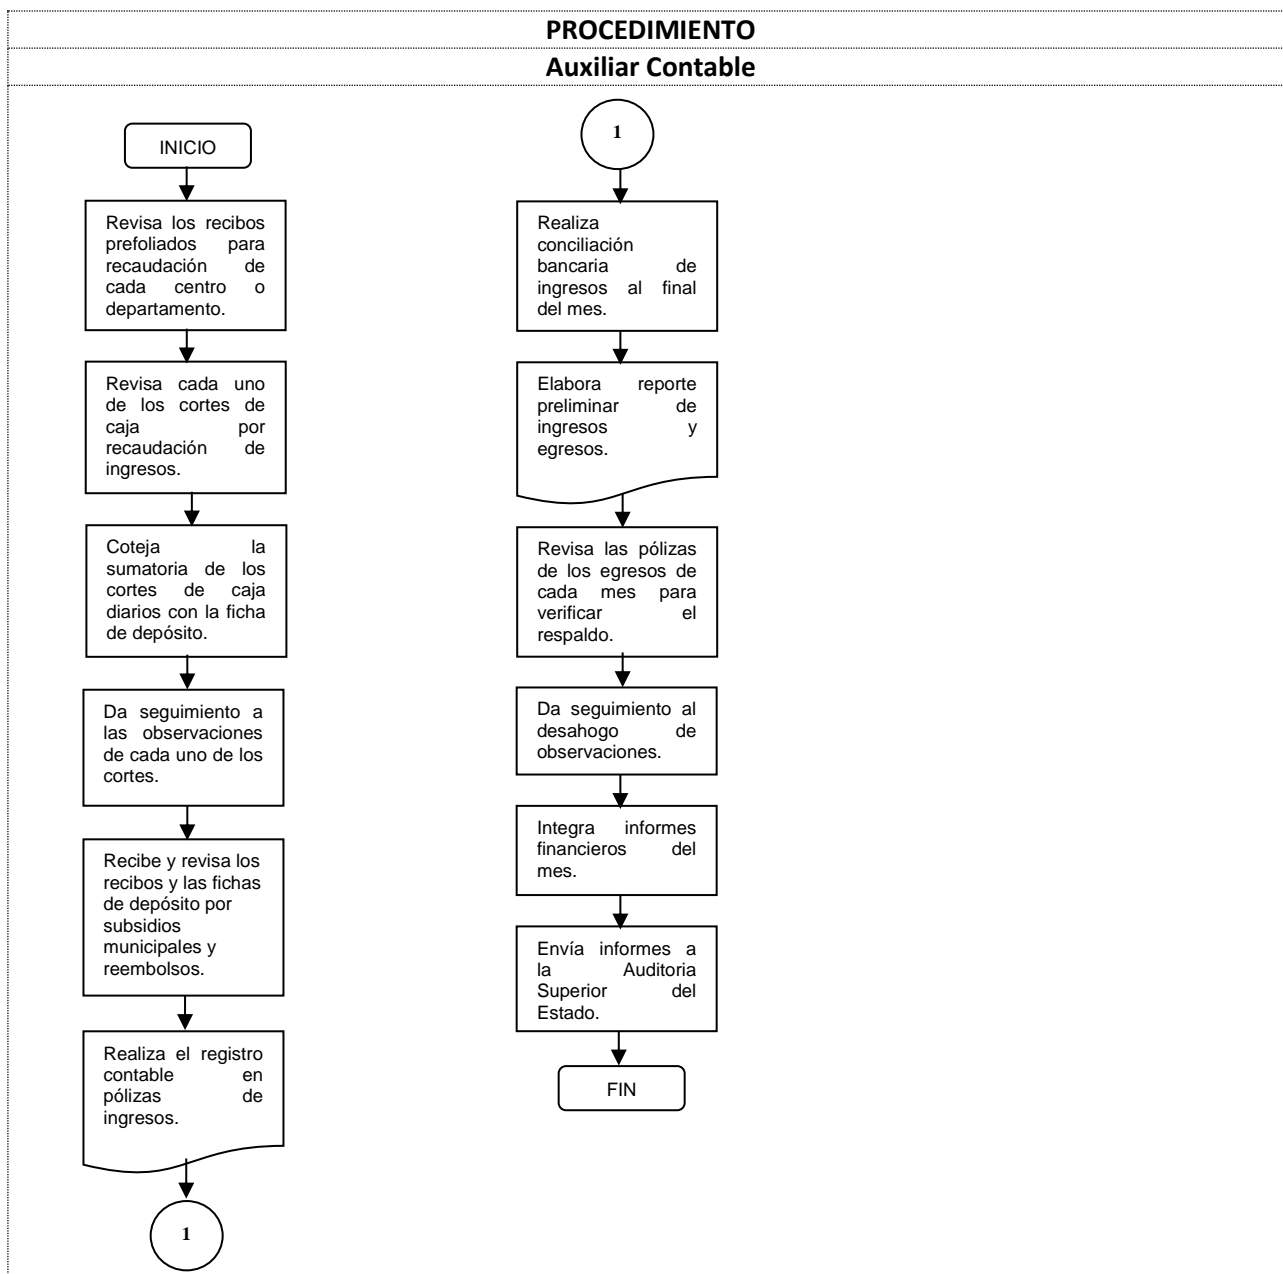 PROCEDIMIENTO
Auxiliar Contable
INICIO
Revisa los recibos
prefoliados para
recaudación de
cada centro o
departamento.
Revisa cada uno
de los cortes de
caja por
recaudación de
ingresos.
Coteja la
sumatoria de los
cortes de caja
diarios con la ficha
de depósito.
Da seguimiento a
las observaciones
de cada uno de los
cortes.
Recibe y revisa los
recibos y las fichas
de depósito por
subsidios
municipales y
reembolsos.
Realiza el registro
contable en
pólizas de
ingresos.
1
1
Realiza
conciliación
bancaria de
ingresos al final
del mes.
Elabora reporte
preliminar de
ingresos y
egresos.
Revisa las pólizas
de los egresos de
cada mes para
verificar el
respaldo.
Da seguimiento al
desahogo de
observaciones.
Integra informes
financieros del
mes.
Envía informes a
la Auditoria
Superior del
Estado.
FIN